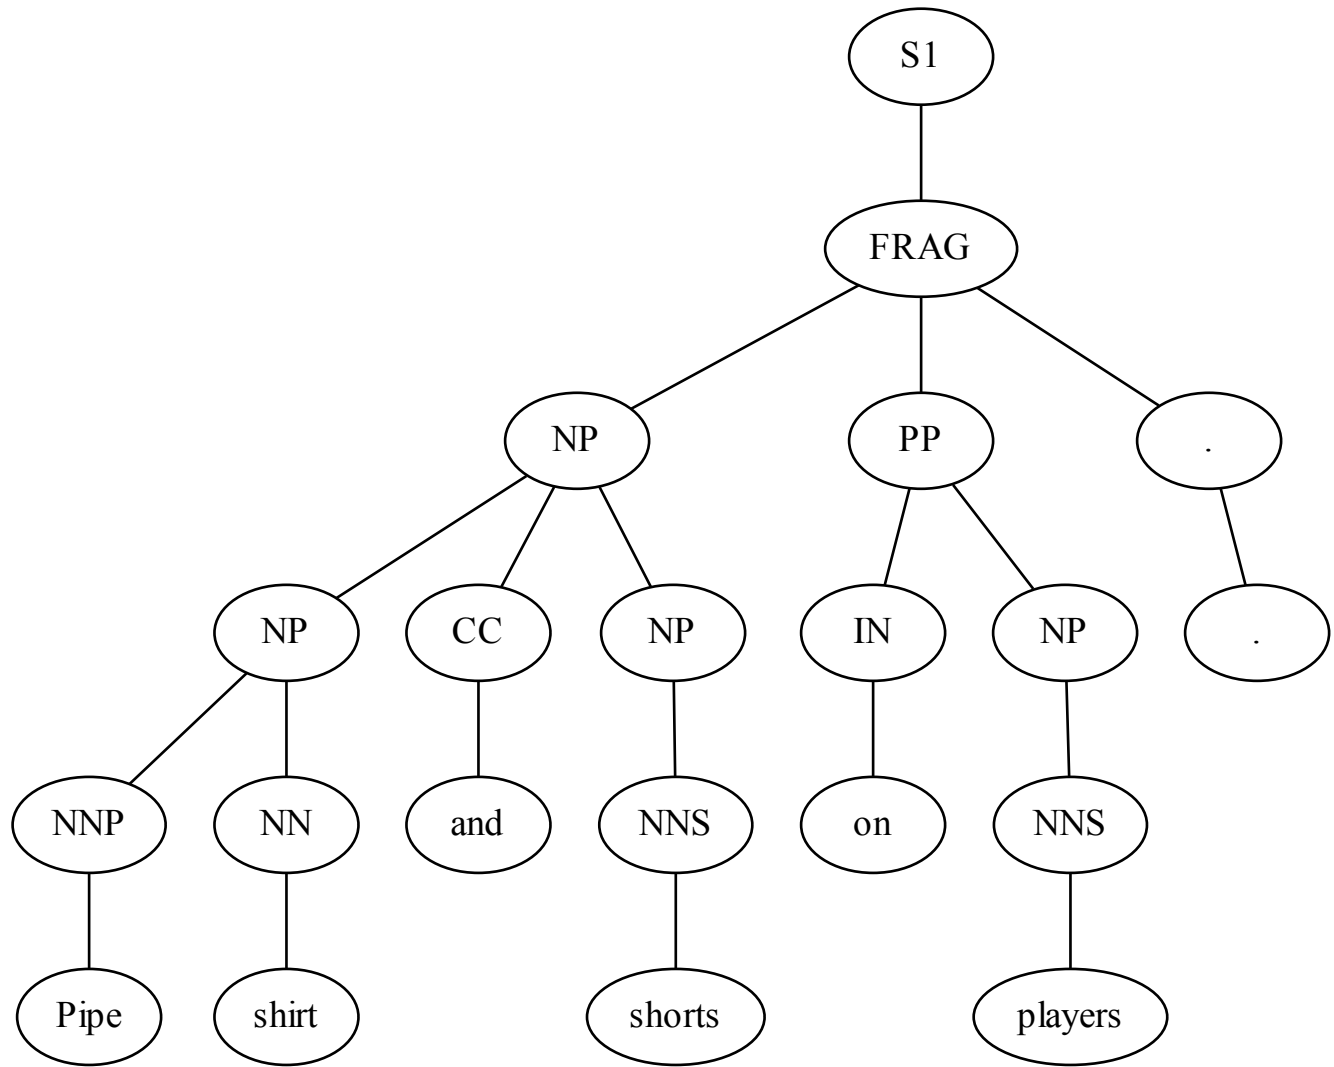 S1
FRAG
NP PP .
NP CC NP IN NP .
NNP NN and NNS on NNS
Pipe shirt shorts players